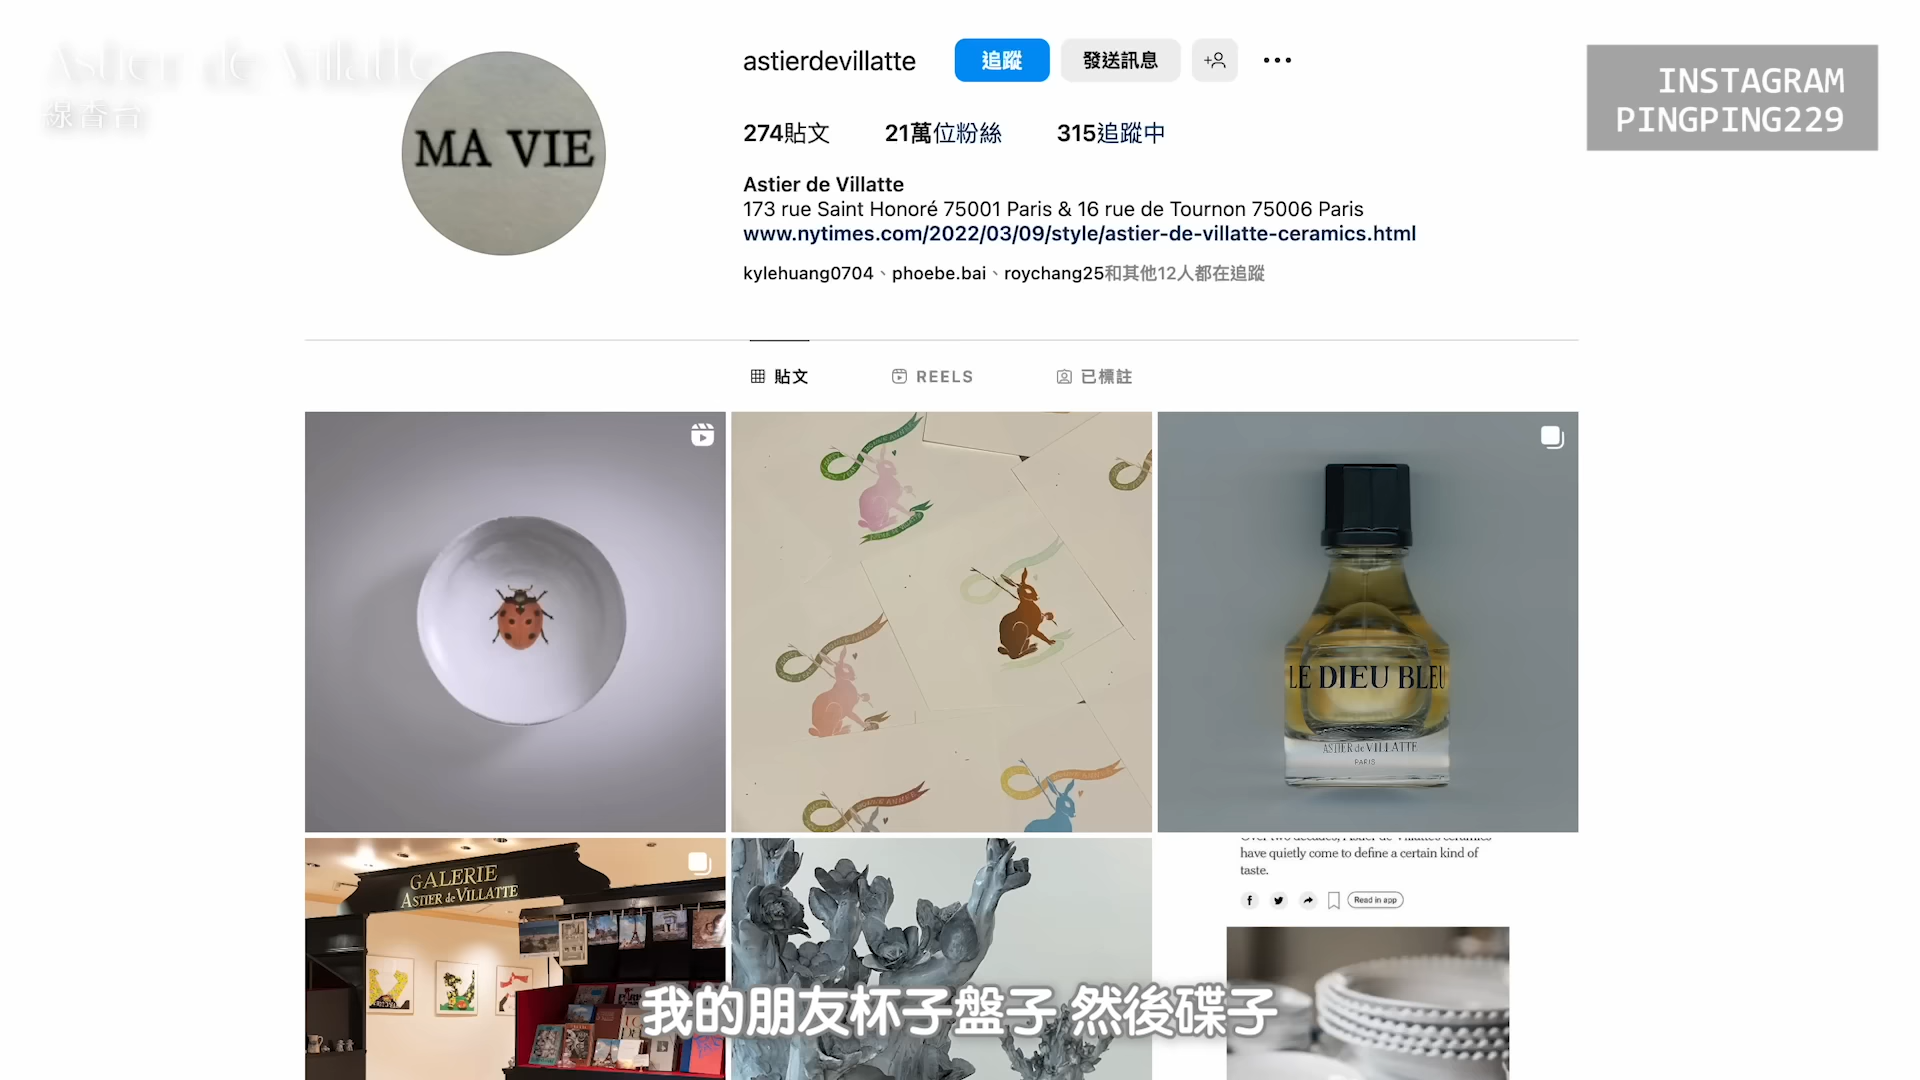 Astier de Villatte
線香台
MA VIE
astierdevillatte
追蹤
發送訊息
274貼文
21萬位粉絲
315追蹤中
Astier de Villatte
173 rue Saint Honoré 75001 Paris & 16 rue de Tournon 75006 Paris
www.nytimes.com/2022/03/09/style/astier-de-villatte-ceramics.html
kylehuang0704、phoebe.bai、roychang25和其他12人都在追蹤
INSTAGRAM
PINGPING229
貼文
REELS
已標註
LE DIEU BLEU
ASTIER de VILLATTE
PARIS
GALERIE
ASTIER de VILLATTE
have quietly come to define a certain kind of
taste.
Read in app
我的朋友杯子盤子 然後碟子